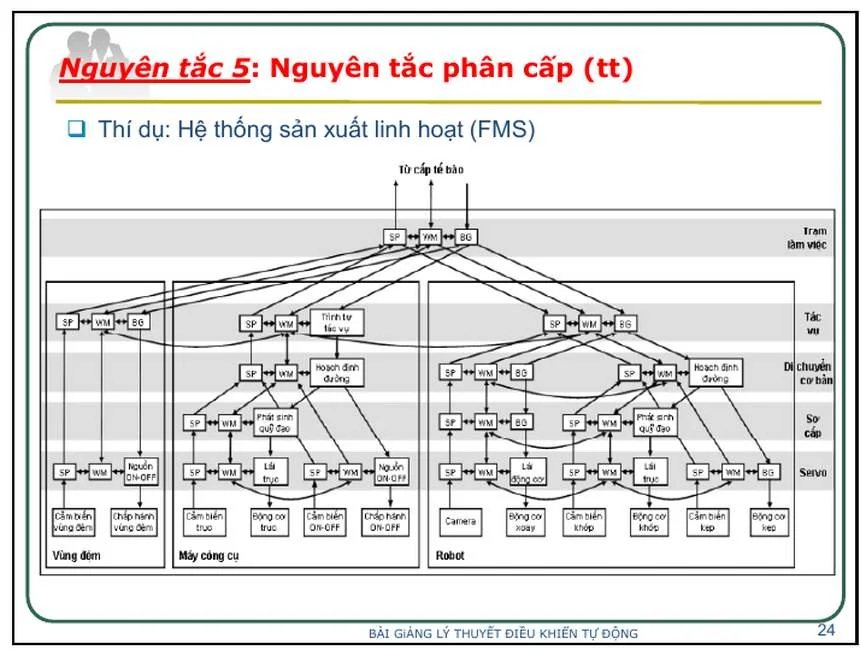 Nguyên tắc 5: Nguyên tắc phân cấp (tt)
Thí dụ: Hệ thống sản xuất linh hoạt (FMS)
Từ cấp tế bào
SP WM BG
Trạm
làm việc
SP WM BG
SP WM Trình tự
tác vụ
SP WM BG
Tác
vụ
SP WM Hoạch định
đường
SP WM BG
SP WM Hoạch định
đường
Di chuyển
cơ bản
SP WM Phát sinh
quỹ đạo
SP WM BG
SP WM Phát sinh
quỹ đạo
Sơ
cấp
SP WM Nguồn
ON-OFF
SP WM Lái
trục
SP WM Nguồn
ON-OFF
SP WM Lái
động cơ
SP WM Lái
trục
SP WM BG
Servo
Cảm biến
vùng đệm
Chấp hành
vùng đệm
Cảm biến
trục
Động cơ
trục
Cảm biến
ON-OFF
Chấp hành
ON-OFF
Camera
Động cơ
xoay
Cảm biến
khớp
Động cơ
khớp
Cảm biến
kẹp
Động cơ
kẹp
Vùng đệm
Máy công cụ
Robot
BÀI GiẢNG LÝ THUYẾT ĐIỀU KHIỂN TỰ ĐỘNG
24